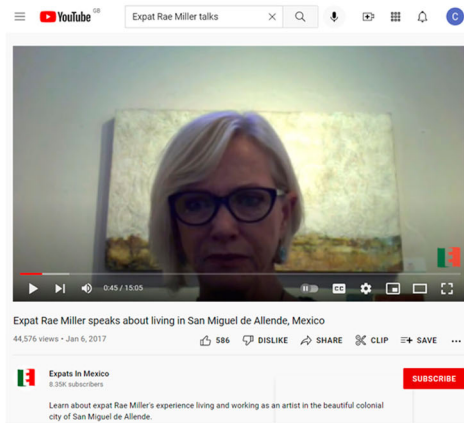 YouTube GB
Expat Rae Miller talks
C
0:45 / 15:05
CC
Expat Rae Miller speaks about living in San Miguel de Allende, Mexico
44,576 views • Jan 6, 2017
586 DISLIKE SHARE CLIP SAVE
Expats In Mexico
8.35K subscribers
SUBSCRIBE
Learn about expat Rae Miller's experience living and working as an artist in the beautiful colonial
city of San Miguel de Allende.